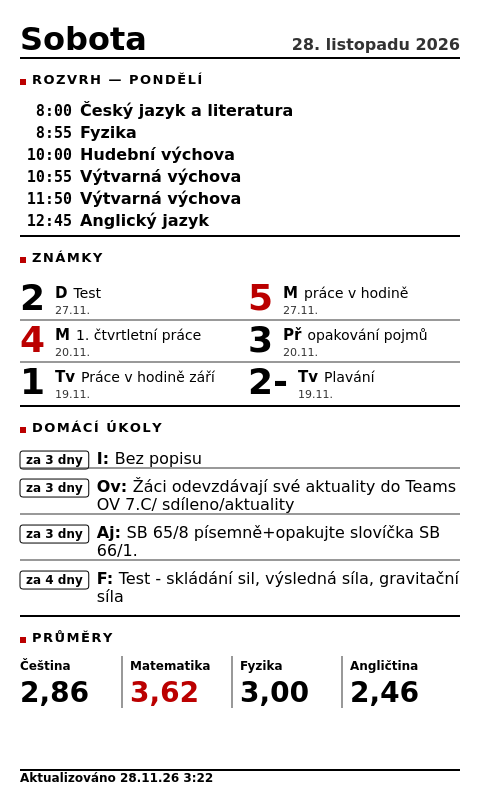 Sobota
28. listopadu 2026
ROZVRH — PONDĚLÍ
8:00 Český jazyk a literatura
8:55 Fyzika
10:00 Hudební výchova
10:55 Výtvarná výchova
11:50 Výtvarná výchova
12:45 Anglický jazyk
ZNÁMKY
2 D Test
27.11.
5 M práce v hodině
27.11.
4 M 1. čtvrtletní práce
20.11.
3 Př opakování pojmů
20.11.
1 Tv Práce v hodině září
19.11.
2- Tv Plavání
19.11.
DOMÁCÍ ÚKOLY
za 3 dny I: Bez popisu
za 3 dny Ov: Žáci odevzdávají své aktuality do Teams
OV 7.C/ sdíleno/aktuality
za 3 dny Aj: SB 65/8 písemně+opakujte slovíčka SB
66/1.
za 4 dny F: Test - skládání sil, výsledná síla, gravitační
síla
PRŮMĚRY
Čeština
2,86
Matematika
3,62
Fyzika
3,00
Angličtina
2,46
Aktualizováno 28.11.26 3:22